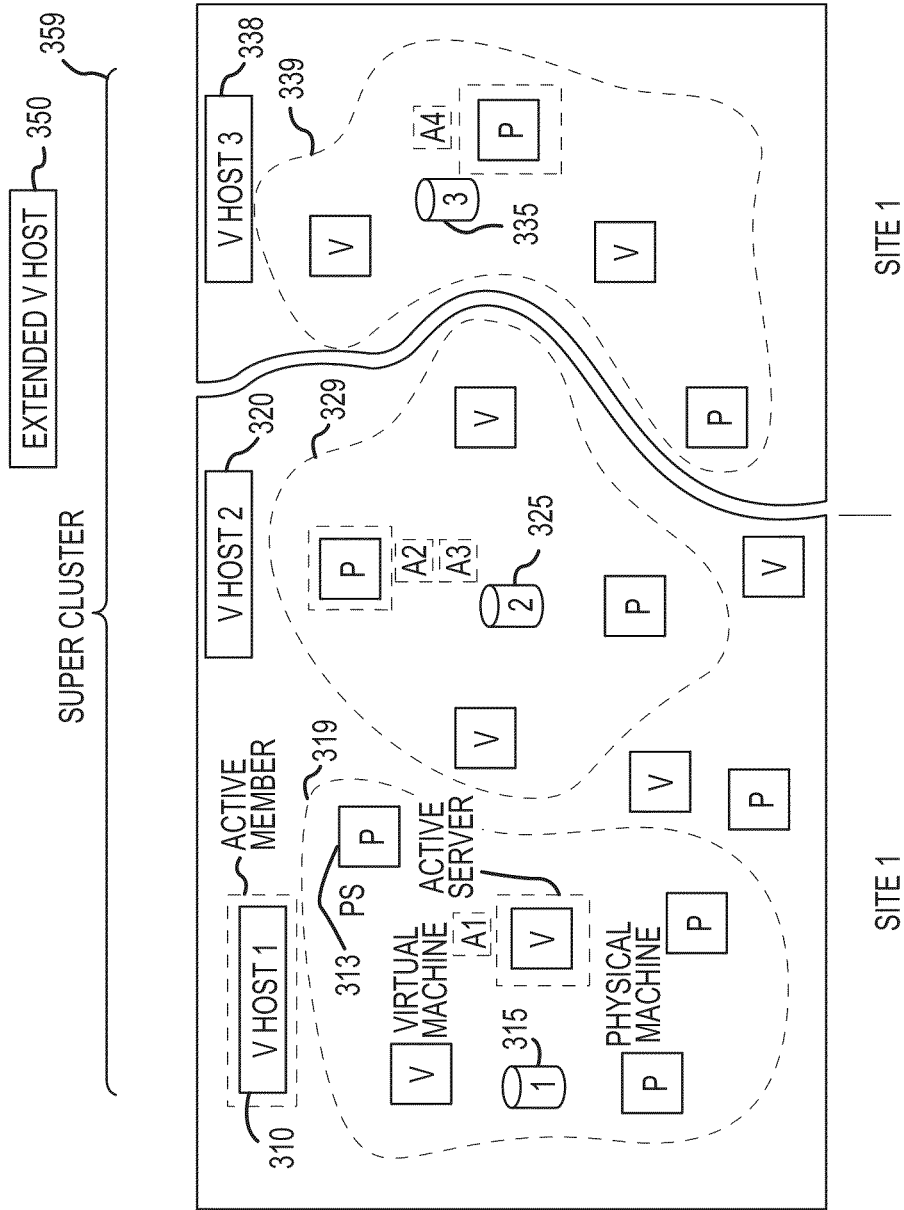 EXTENDED V HOST
350
SUPER CLUSTER
359
ACTIVE
MEMBER
V HOST 1
310
V HOST 2
320
V HOST 3
338
319
329
339
313
PS
P
V
VIRTUAL
MACHINE
A1
ACTIVE
SERVER
V
1
315
PHYSICAL
MACHINE
P
P
V
P
P
A2
A3
V
V
2
325
P
V
V
A4
P
3
335
V
P
SITE 1
SITE 1